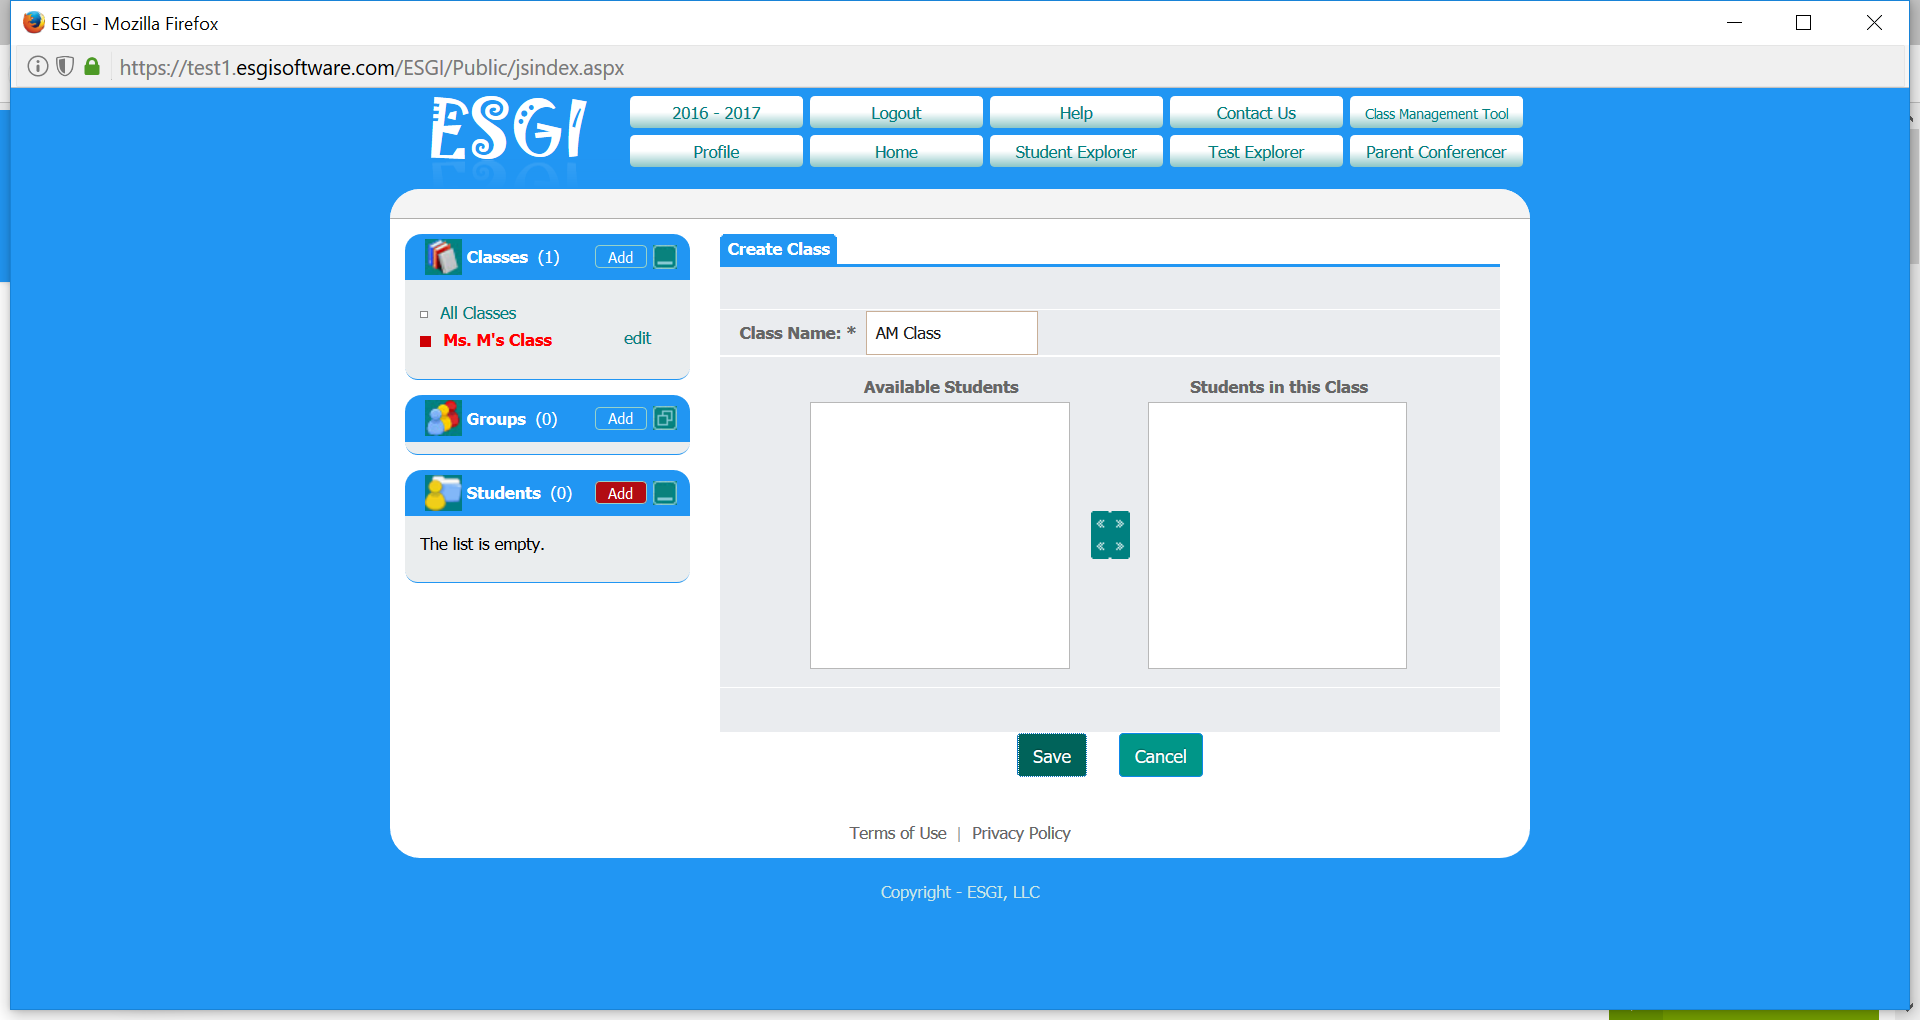 ESGI - Mozilla Firefox
https://test1.esgisoftware.com/ESGI/Public/jsindex.aspx
ESGI
2016 - 2017 Logout Help Contact Us Class Management Tool
Profile Home Student Explorer Test Explorer Parent Conferencer
Classes (1) Add
All Classes
Ms. M's Class edit
Groups (0) Add
Students (0) Add
The list is empty.
Create Class
Class Name: * AM Class
Available Students Students in this Class
Save Cancel
Terms of Use | Privacy Policy
Copyright - ESGI, LLC